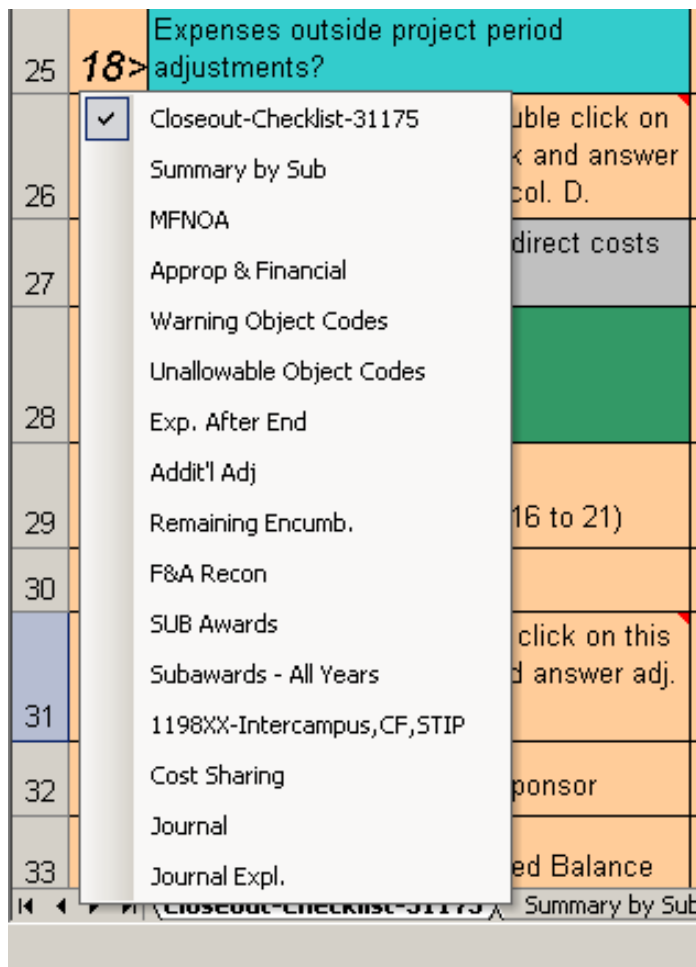 Expenses outside project period
25 18> adjustments?
Closeout-Checklist-31175
uble click on
Summary by Sub
k and answer
26
col. D.
MFNOA
direct costs
27
Approp & Financial
Warning Object Codes
Unallowable Object Codes
28
Exp. After End
Addit'l Adj
29
Remaining Encumb.
16 to 21)
30
F&A Recon
SUB Awards
click on this
Subawards - All Years
d answer adj.
31
1198XX-Intercampus,CF,STIP
32
Cost Sharing
ponsor
Journal
33
Journal Expl.
ed Balance
Closeout-Checklist-31175
Summary by Sub